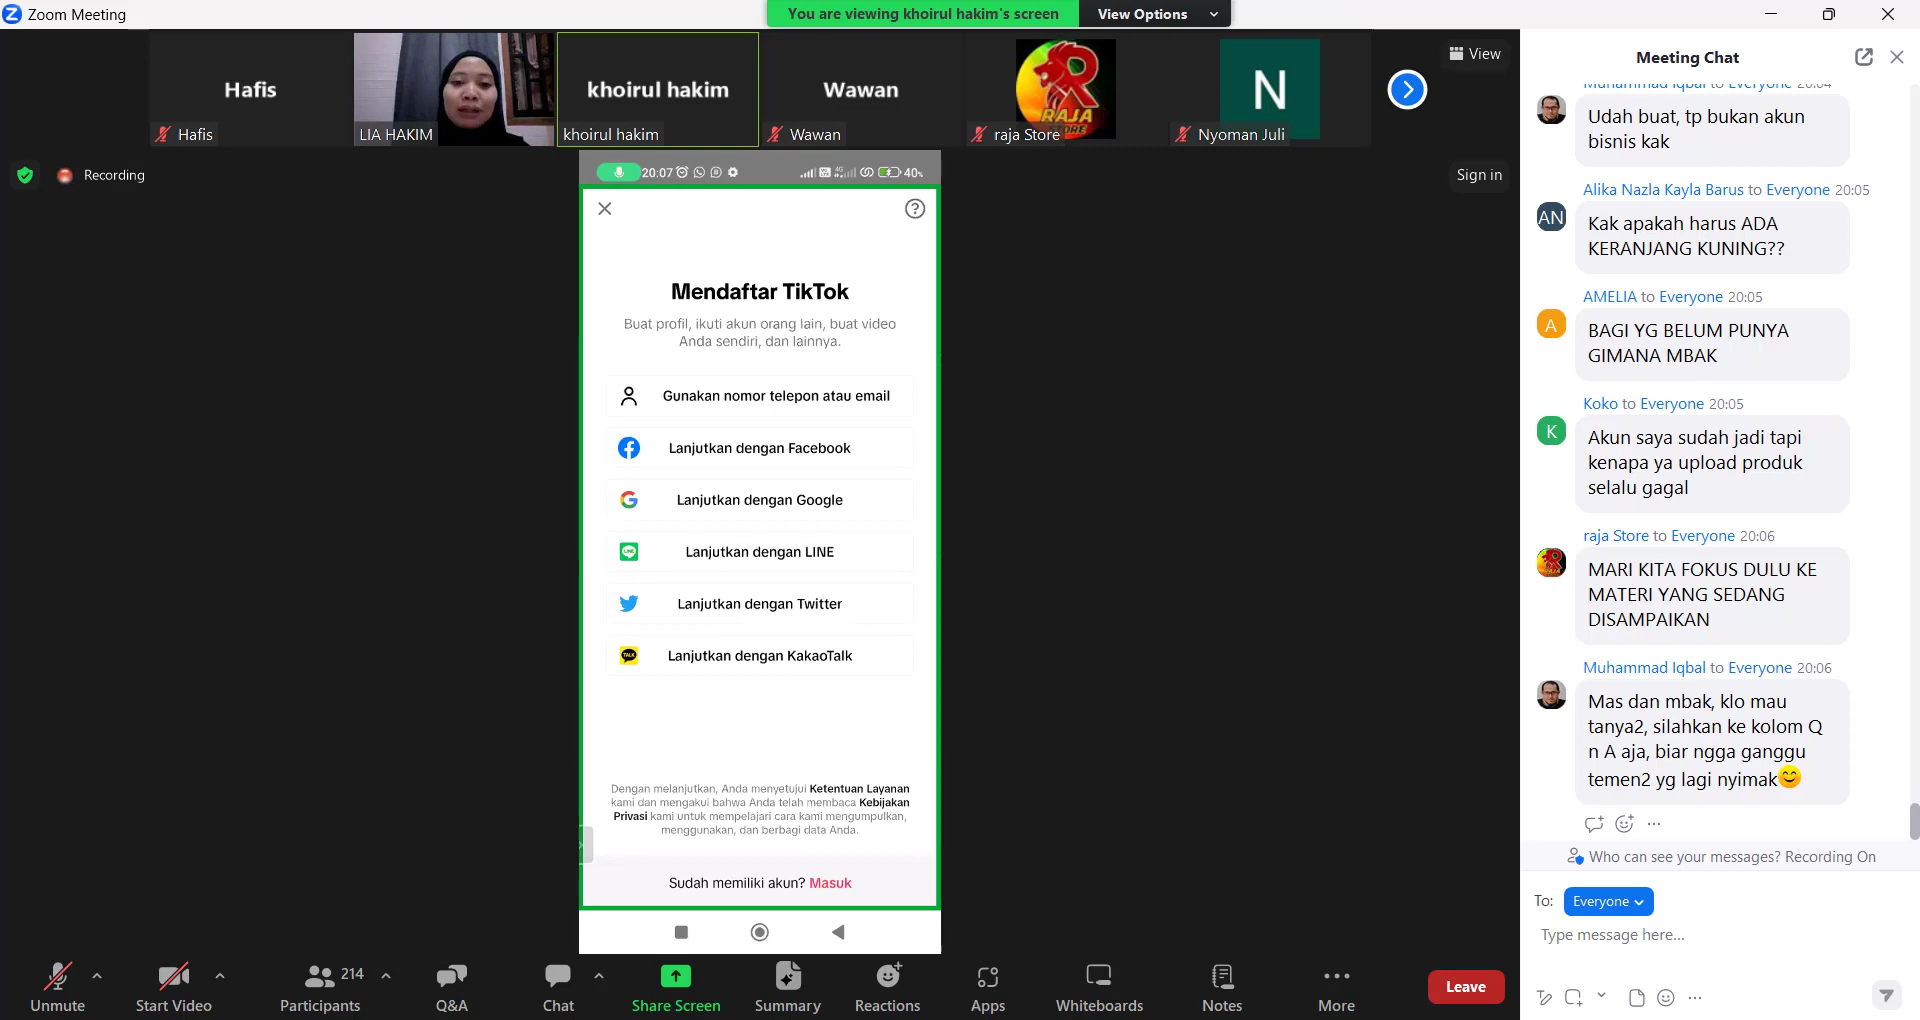 Zoom Meeting
You are viewing khoirul hakim's screen
View Options
Hafis
Hafis
LIA HAKIM
khoirul hakim
khoirul hakim
Wawan
Wawan
RAJA
raja Store
N
Nyoman Juli
View
Recording
Sign in
20:07
40%
Mendaftar TikTok
Buat profil, ikuti akun orang lain, buat video
Anda sendiri, dan lainnya.
Gunakan nomor telepon atau email
Lanjutkan dengan Facebook
Lanjutkan dengan Google
Lanjutkan dengan LINE
Lanjutkan dengan Twitter
Lanjutkan dengan KakaoTalk
Dengan melanjutkan, Anda menyetujui Ketentuan Layanan
kami dan mengakui bahwa Anda telah membaca Kebijakan
Privasi kami untuk mempelajari cara kami mengumpulkan,
menggunakan, dan berbagi data Anda.
Sudah memiliki akun? Masuk
Unmute
Start Video
214
Participants
Q&A
Chat
Share Screen
Summary
Reactions
Apps
Whiteboards
Notes
More
Leave
Meeting Chat
Muhammad Iqbal to Everyone 20:04
Udah buat, tp bukan akun
bisnis kak
Alika Nazla Kayla Barus to Everyone 20:05
AN
Kak apakah harus ADA
KERANJANG KUNING??
AMELIA to Everyone 20:05
A
BAGI YG BELUM PUNYA
GIMANA MBAK
Koko to Everyone 20:05
K
Akun saya sudah jadi tapi
kenapa ya upload produk
selalu gagal
raja Store to Everyone 20:06
MARI KITA FOKUS DULU KE
MATERI YANG SEDANG
DISAMPAIKAN
Muhammad Iqbal to Everyone 20:06
Mas dan mbak, klo mau
tanya2, silahkan ke kolom Q
n A aja, biar ngga ganggu
temen2 yg lagi nyimak😊
Who can see your messages? Recording On
To: Everyone
Type message here...